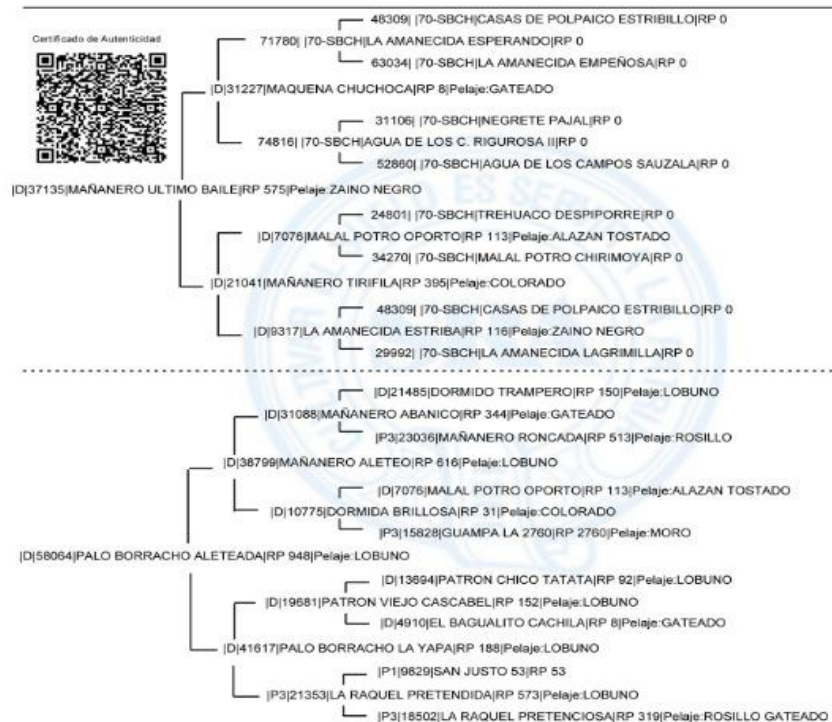 Certificado de Autenticidad
48309| |70-SBCH|CASAS DE POLPAICO ESTRIBILLO|RP 0
71780| |70-SBCH|LA AMANECIDA ESPERANDO|RP 0
63034| |70-SBCH|LA AMANECIDA EMPEÑOSA|RP 0
|D|31227|MAQUENA CHUCHOCA|RP 8|Pelaje:GATEADO
31106| |70-SBCH|NEGRETE PAJAL|RP 0
74816| |70-SBCH|AGUA DE LOS C. RIGUROSA II|RP 0
52860| |70-SBCH|AGUA DE LOS CAMPOS SAUZALA|RP 0
|D|37135|MAÑANERO ULTIMO BAILE|RP 575|Pelaje:ZAINO NEGRO
24801| |70-SBCH|TREHUACO DESPIPORRE|RP 0
|D|7076|MALAL POTRO OPORTO|RP 113|Pelaje:ALAZAN TOSTADO
34270| |70-SBCH|MALAL POTRO CHIRIMOYA|RP 0
|D|21041|MAÑANERO TIRIFILA|RP 395|Pelaje:COLORADO
48309| |70-SBCH|CASAS DE POLPAICO ESTRIBILLO|RP 0
|D|9317|LA AMANECIDA ESTRIBA|RP 116|Pelaje:ZAINO NEGRO
29992| |70-SBCH|LA AMANECIDA LAGRIMILLA|RP 0
|D|21485|DORMIDO TRAMPERO|RP 150|Pelaje:LOBUNO
|D|31088|MAÑANERO ABANICO|RP 344|Pelaje:GATEADO
|P3|23036|MAÑANERO RONCADA|RP 513|Pelaje:ROSILLO
|D|38799|MAÑANERO ALETEO|RP 616|Pelaje:LOBUNO
|D|7076|MALAL POTRO OPORTO|RP 113|Pelaje:ALAZAN TOSTADO
|D|10775|DORMIDA BRILLOSA|RP 31|Pelaje:COLORADO
|P3|15828|GUAMPA LA 2760|RP 2760|Pelaje:MORO
|D|58064|PALO BORRACHO ALETEADA|RP 948|Pelaje:LOBUNO
|D|13694|PATRON CHICO TATATA|RP 92|Pelaje:LOBUNO
|D|19681|PATRON VIEJO CASCABEL|RP 152|Pelaje:LOBUNO
|D|4910|EL BAGUALITO CACHILA|RP 8|Pelaje:GATEADO
|D|41617|PALO BORRACHO LA YAPA|RP 188|Pelaje:LOBUNO
|P1|9829|SAN JUSTO 53|RP 53
|P3|21353|LA RAQUEL PRETENDIDA|RP 573|Pelaje:LOBUNO
|P3|18502|LA RAQUEL PRETENCIOSA|RP 319|Pelaje:ROSILLO GATEADO